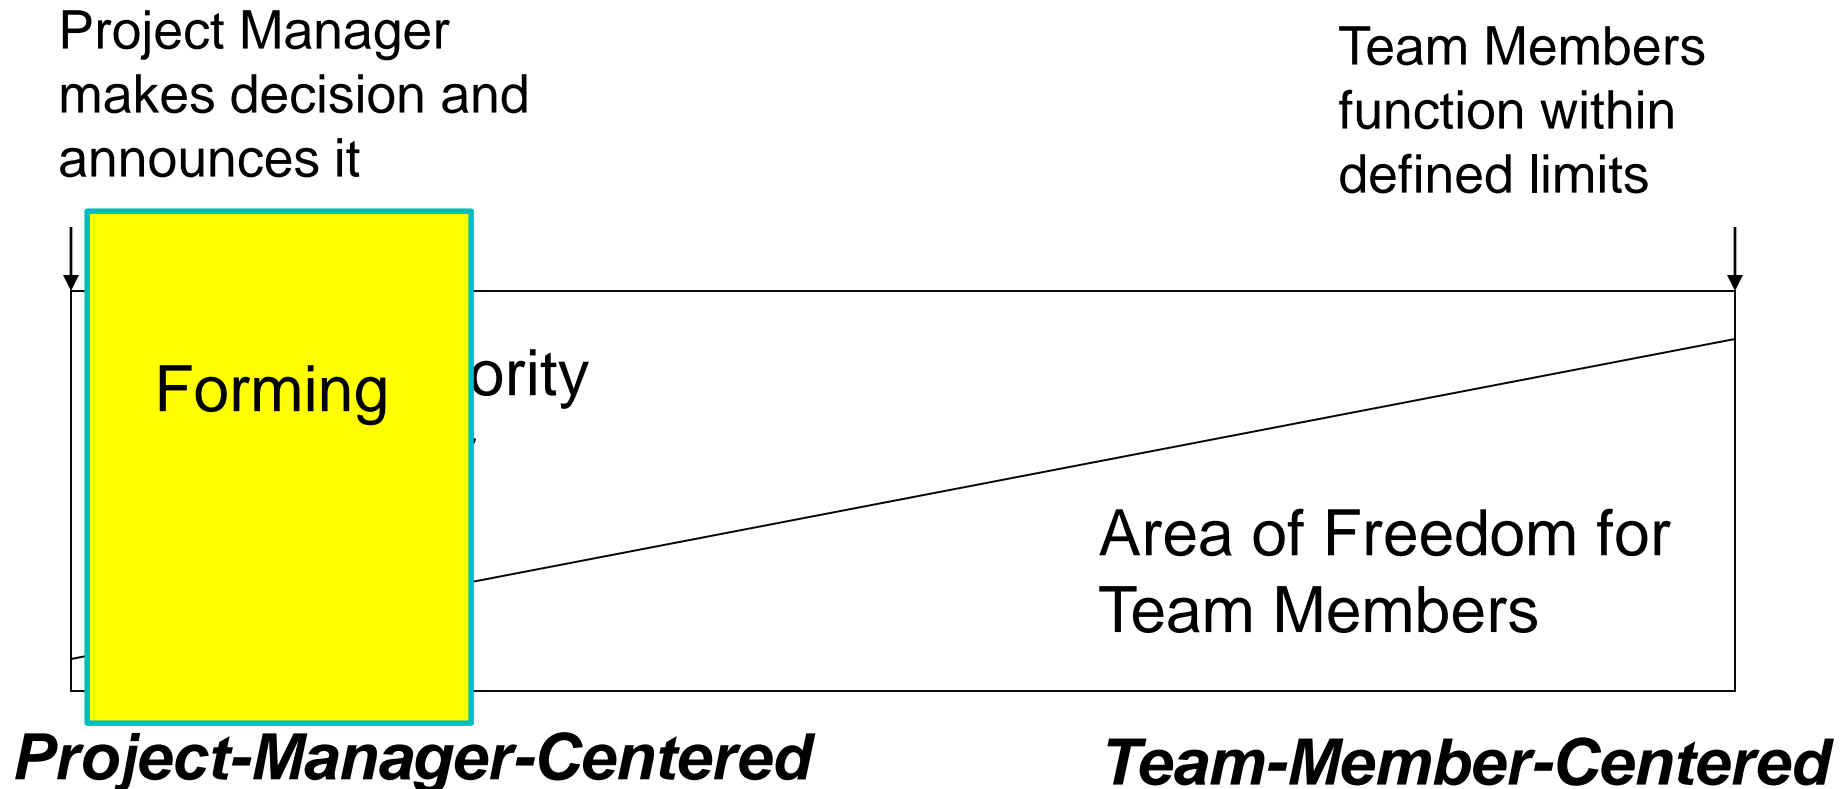 Project Manager
makes decision and
announces it
Team Members
function within
defined limits
Forming
ority
Area of Freedom for
Team Members
Project-Manager-Centered
Team-Member-Centered